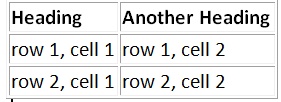 Heading Another Heading
row 1, cell 1 row 1, cell 2
row 2, cell 1 row 2, cell 2